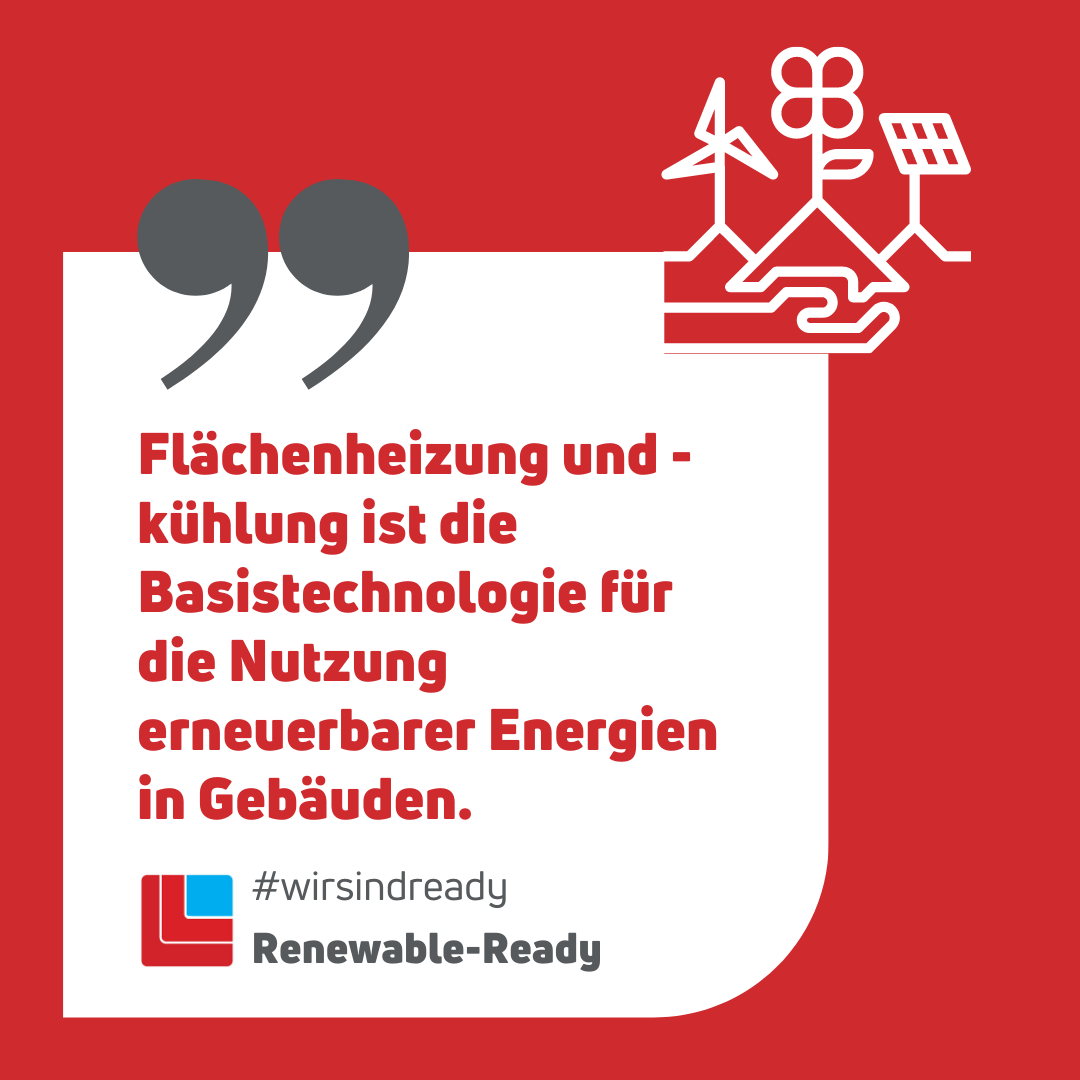 Flächenheizung und -
kühlung ist die
Basistechnologie für
die Nutzung
erneuerbarer Energien
in Gebäuden.
#wirsindready
Renewable-Ready